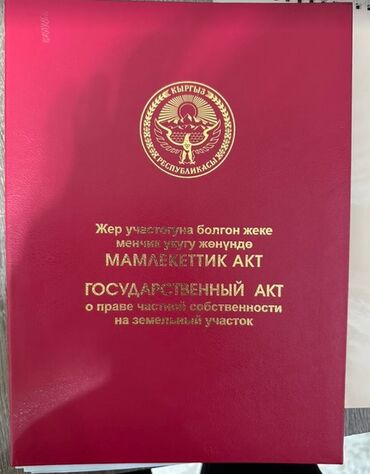 КЫРГЫЗ
РЕСПУБЛИКАСЫ
Жер участогуна болгон жеке
менчик укугу жөнүндө
МАМЛЕКЕТТИК АКТ
ГОСУДАРСТВЕННЫЙ АКТ
о праве частной собственности
на земельный участок